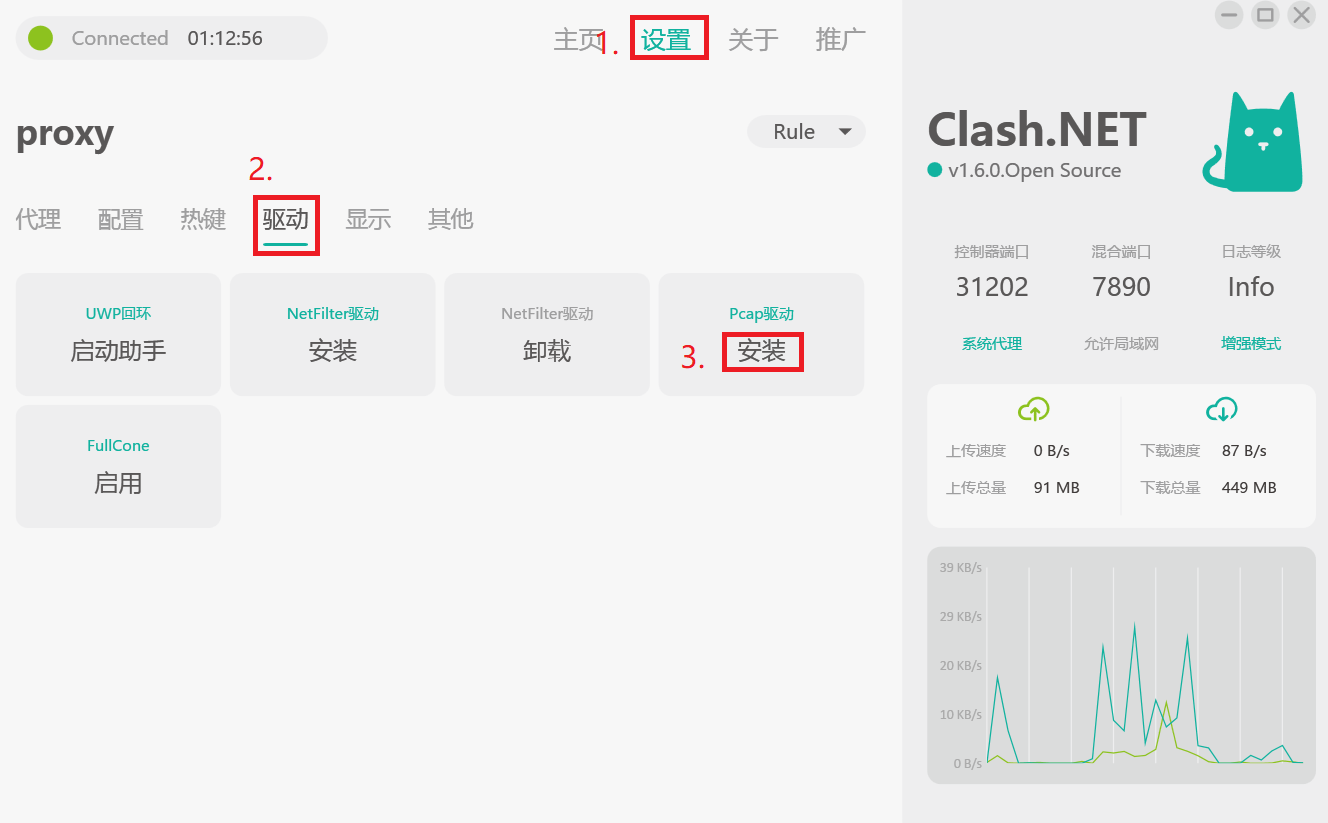 Connected 01:12:56
主页 1. 设置 关于 推广
proxy
Rule
2.
代理 配置 热键 驱动 显示 其他
UWP回环
启动助手
NetFilter驱动
安装
NetFilter驱动
卸载
Pcap驱动
3. 安装
FullCone
启用
Clash.NET
v1.6.0.Open Source
控制器端口 混合端口 日志等级
31202 7890 Info
系统代理 允许局域网 增强模式
上传速度 0 B/s
上传总量 91 MB
下载速度 87 B/s
下载总量 449 MB
39 KB/s
29 KB/s
20 KB/s
10 KB/s
0 B/s